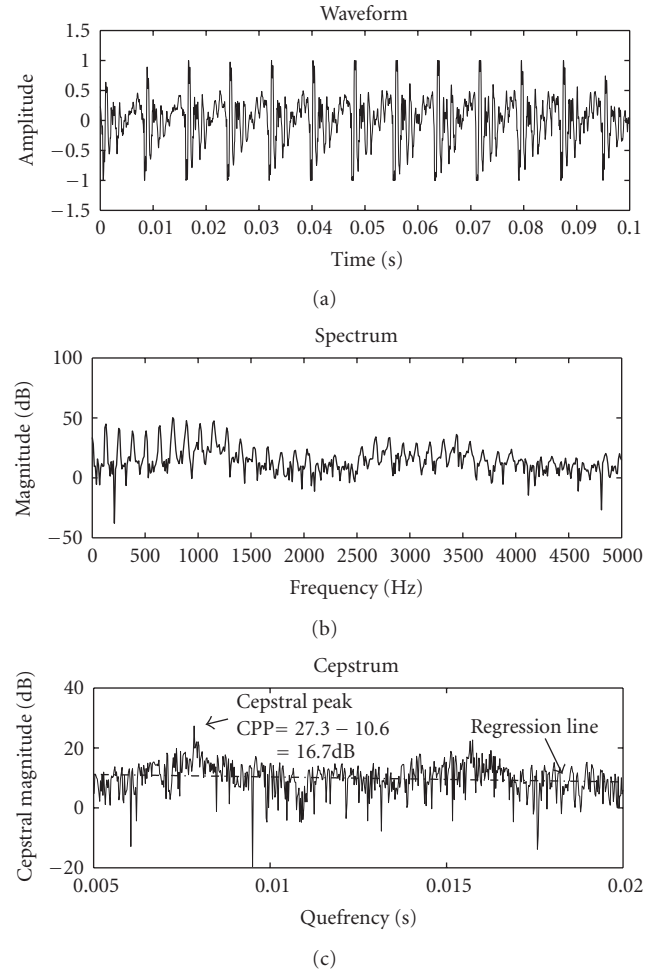 Waveform
1.5
1
0.5
0
−0.5
−1
−1.5
Amplitude
0 0.01 0.02 0.03 0.04 0.05 0.06 0.07 0.08 0.09 0.1
Time (s)
(a)
Spectrum
100
50
0
−50
Magnitude (dB)
0 500 1000 1500 2000 2500 3000 3500 4000 4500 5000
Frequency (Hz)
(b)
Cepstrum
40
20
0
−20
Cepstral magnitude (dB)
Cepstral peak
CPP= 27.3 − 10.6
= 16.7dB
Regression line
0.005 0.01 0.015 0.02
Quefrency (s)
(c)